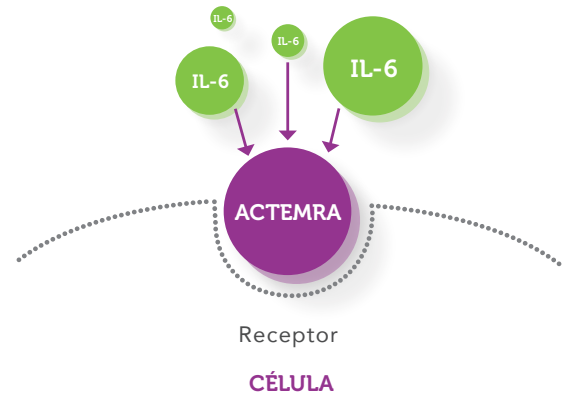 IL-6
IL-6
IL-6
IL-6
ACTEMRA
Receptor
CÉLULA